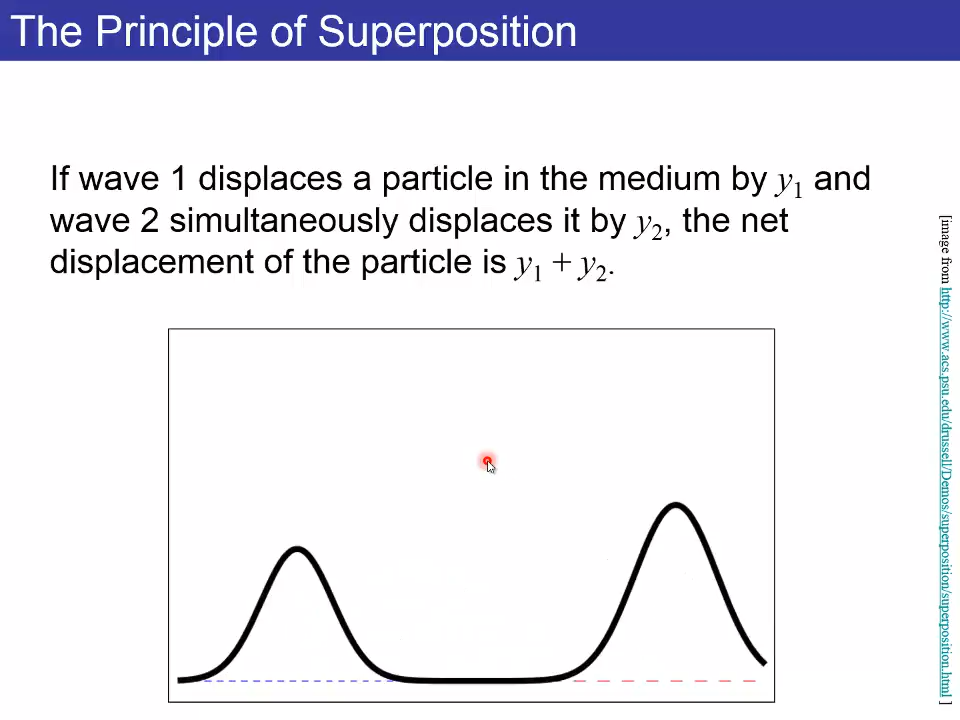 The Principle of Superposition
If wave 1 displaces a particle in the medium by y₁ and
wave 2 simultaneously displaces it by y₂, the net
displacement of the particle is y₁ + y₂.
[image from http://www.acs.psu.edu/drussell/Demos/superposition/superposition.html ]